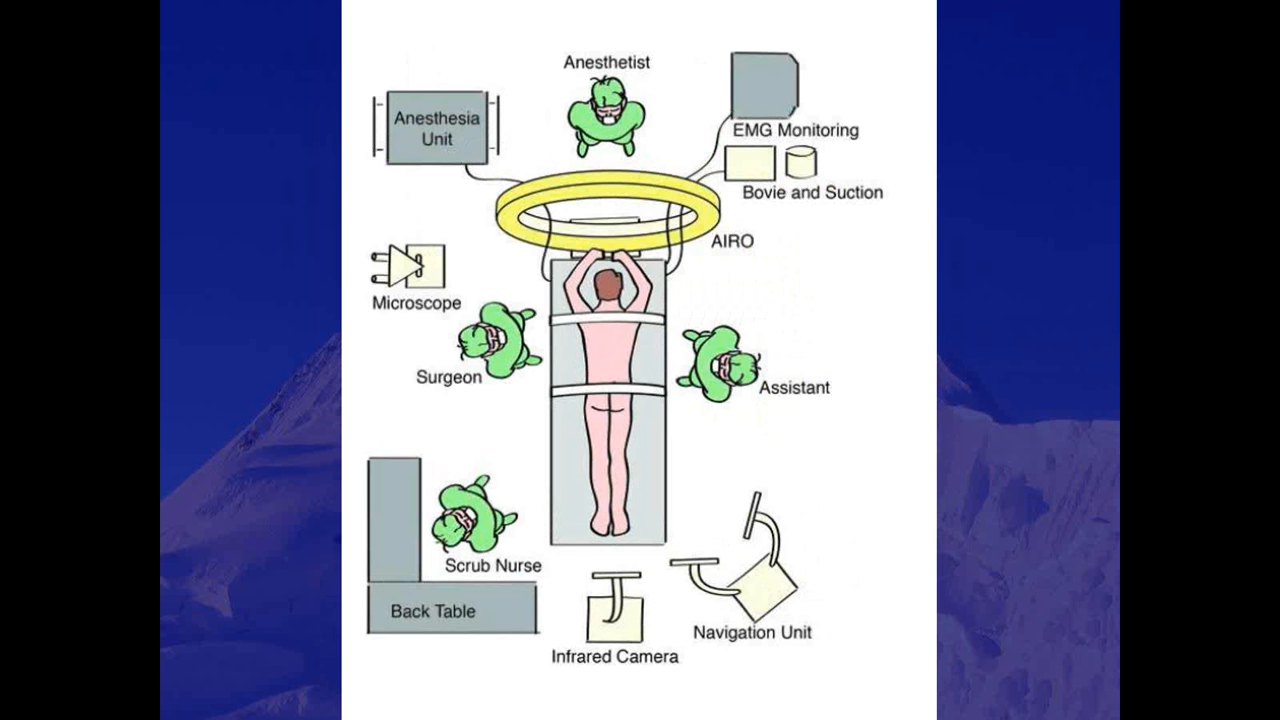 Anesthetist
Anesthesia
Unit
EMG Monitoring
Bovie and Suction
AIRO
Microscope
Surgeon
Assistant
Scrub Nurse
Back Table
Navigation Unit
Infrared Camera